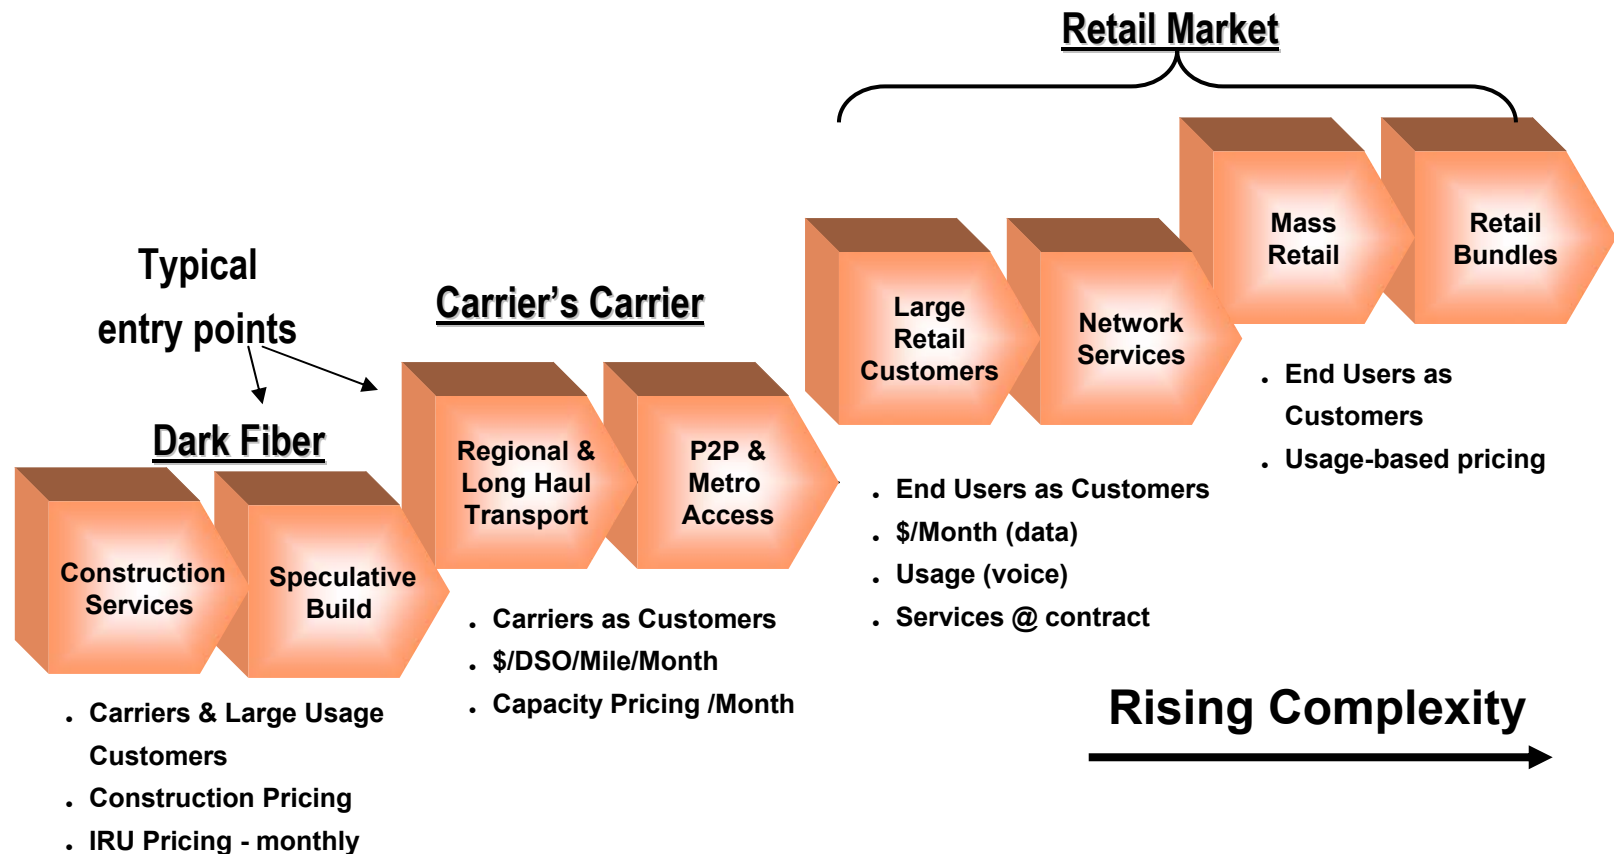 Retail Market
Mass
Retail
Retail
Bundles
Typical
entry points
Carrier’s Carrier
Large
Retail
Customers
Network
Services
. End Users as
Customers
. Usage-based pricing
Dark Fiber
Regional &
Long Haul
Transport
P2P &
Metro
Access
. End Users as Customers
. $/Month (data)
. Usage (voice)
. Services @ contract
Construction
Services
Speculative
Build
. Carriers as Customers
. $/DSO/Mile/Month
. Capacity Pricing /Month
Rising Complexity
. Carriers & Large Usage
Customers
. Construction Pricing
. IRU Pricing - monthly